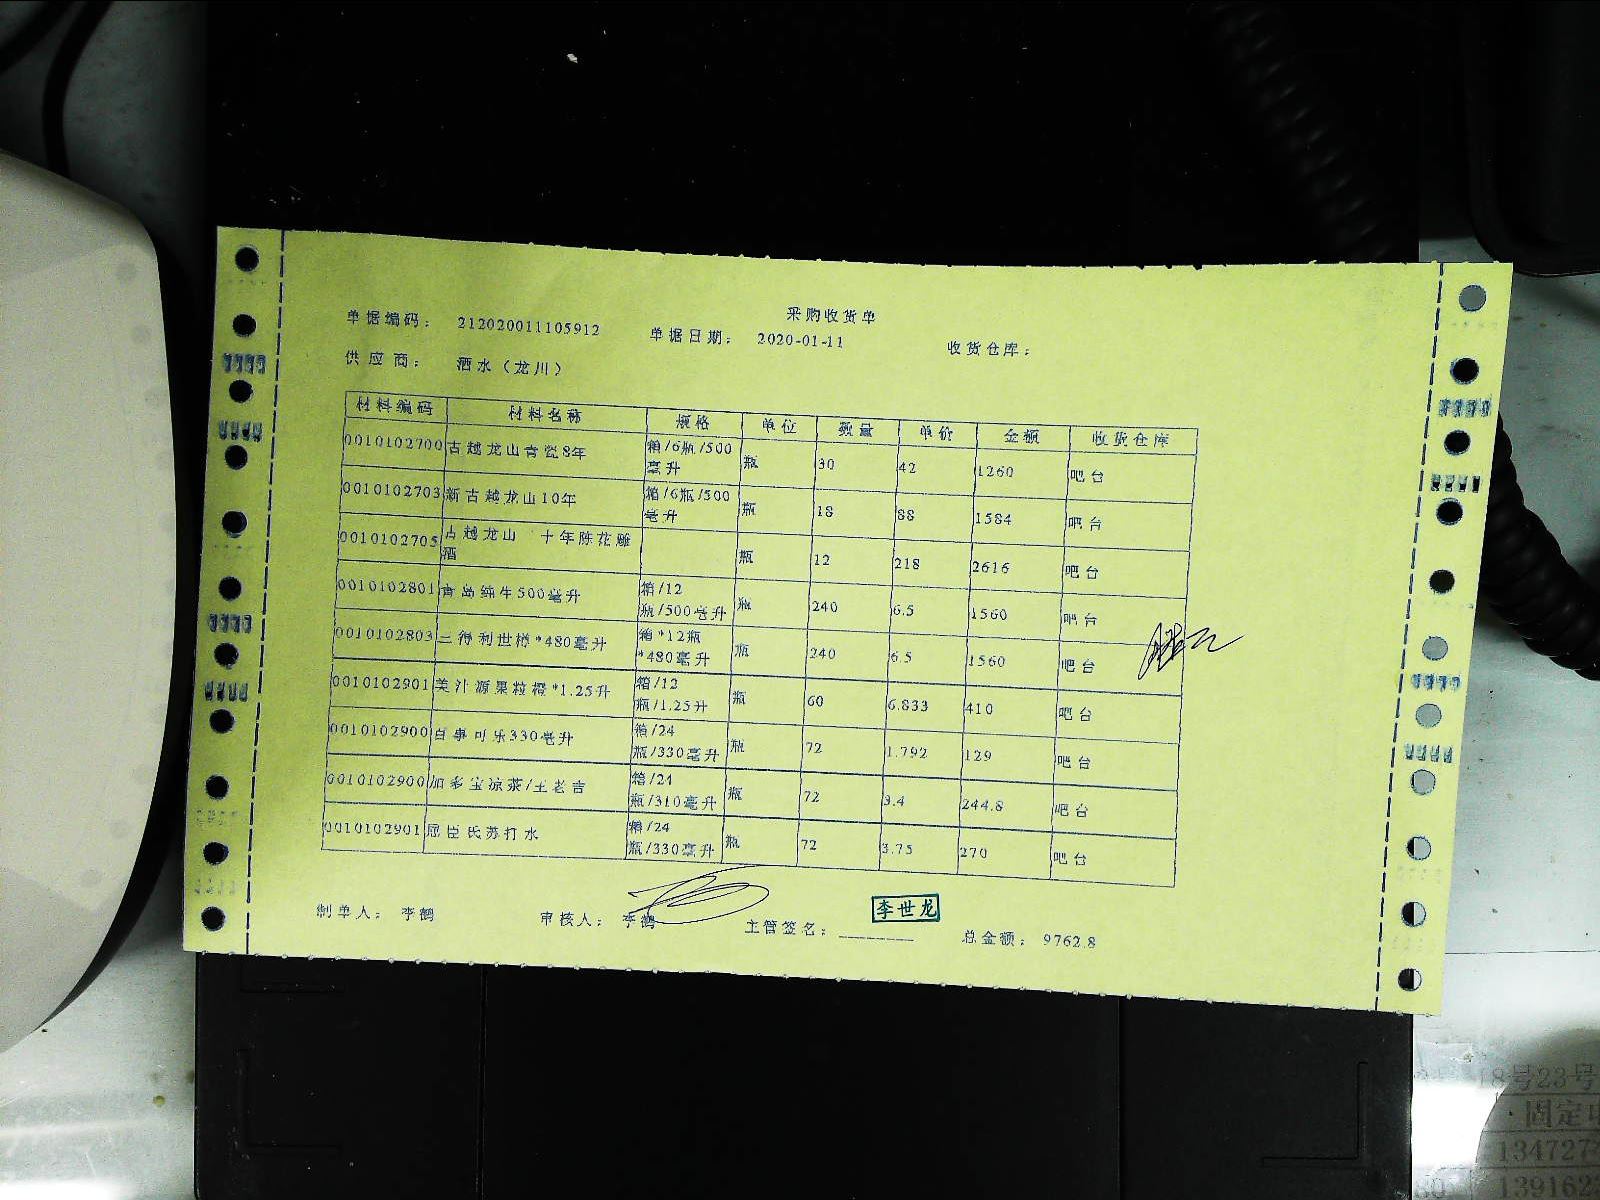 采购收货单
单据编码： 212020011105912 单据日期： 2020-01-11 收货仓库：
供应商： 酒水（龙川）
材料编码 材料名称 规格 单位 数量 单价 金额 收货仓库
0010102700 古越龙山青瓷8年 箱/6瓶/500毫升 瓶 30 42 1260 吧台
0010102703 新古越龙山10年 箱/6瓶/500毫升 瓶 18 88 1584 吧台
0010102705 古越龙山 十年陈花雕酒 瓶 12 218 2616 吧台
0010102801 青岛纯生500毫升 箱/12瓶/500毫升 瓶 240 6.5 1560 吧台
0010102803 三得利世樽*480毫升 箱*12瓶*480毫升 瓶 240 6.5 1560 吧台
0010102901 美汁源果粒橙*1.25升 箱/12瓶/1.25升 瓶 60 6.833 410 吧台
0010102900 百事可乐330毫升 箱/24瓶/330毫升 瓶 72 1.792 129 吧台
0010102900 加多宝凉茶/王老吉 箱/24瓶/310毫升 瓶 72 3.4 244.8 吧台
0010102901 屈臣氏苏打水 箱/24瓶/330毫升 瓶 72 3.75 270 吧台
制单人： 李鹤 审核人： 李鹤 主管签名： 李世龙 总金额： 9762.8
18号23号
固定